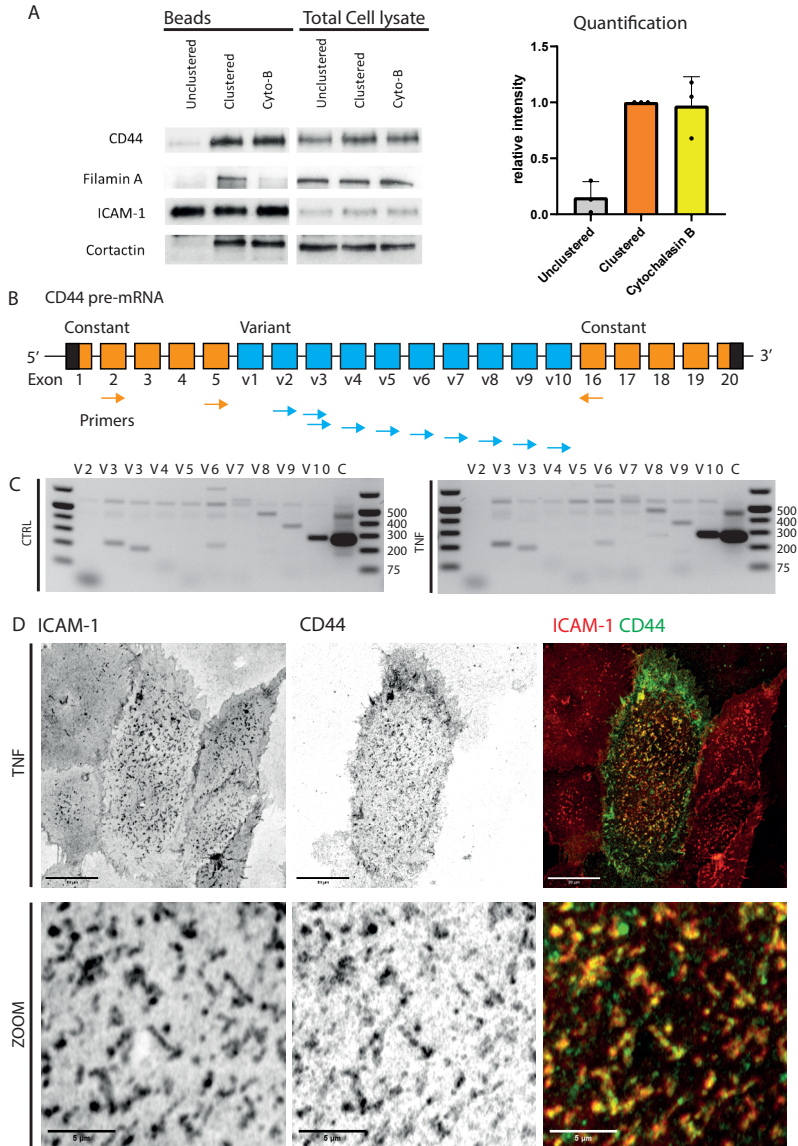 A
Beads
Total Cell lysate
Unclustered
Clustered
Cyto-B
Unclustered
Clustered
Cyto-B
CD44
Filamin A
ICAM-1
Cortactin
Quantification
relative intensity
1.5
1.0
0.5
0.0
Unclustered
Clustered
Cytochalasin B
B
CD44 pre-mRNA
Constant Variant Constant
5’ 3’
Exon 1 2 3 4 5 v1 v2 v3 v4 v5 v6 v7 v8 v9 v10 16 17 18 19 20
Primers
C
V2 V3 V3 V4 V5 V6 V7 V8 V9 V10 C
CTRL
500
400
300
200
75
V2 V3 V3 V4 V5 V6 V7 V8 V9 V10 C
TNF
500
400
300
200
75
D
ICAM-1
CD44
ICAM-1 CD44
TNF
ZOOM
5 µm
5 µm
5 µm